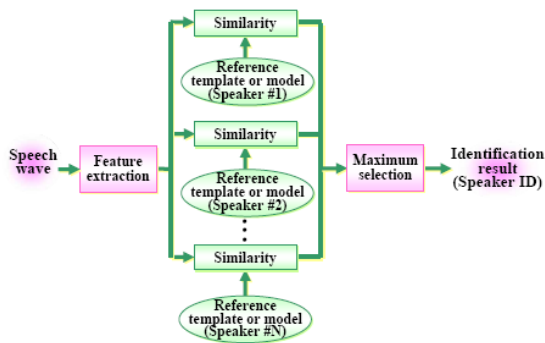 Similarity
Reference
template or model
(Speaker #1)
Speech
wave
Feature
extraction
Similarity
Reference
template or model
(Speaker #2)
Maximum
selection
Identification
result
(Speaker ID)
Similarity
Reference
template or model
(Speaker #N)